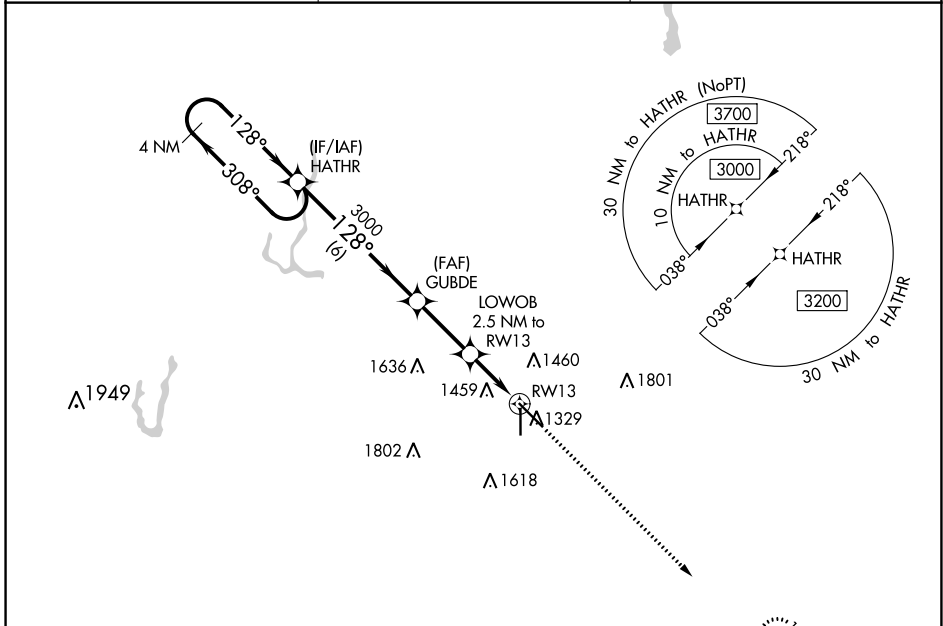 128°
4 NM
308°
(IF/IAF)
HATHR
3000
128°
(6)
(FAF)
GUBDE
LOWOB
2.5 NM to
RW13
1636
1460
1459
RW13
1801
1949
1329
1802
1618
30 NM to HATHR (NoPT)
3700
10 NM to HATHR
3000
218°
HATHR
038°
218°
HATHR
3200
038°
30 NM to HATHR